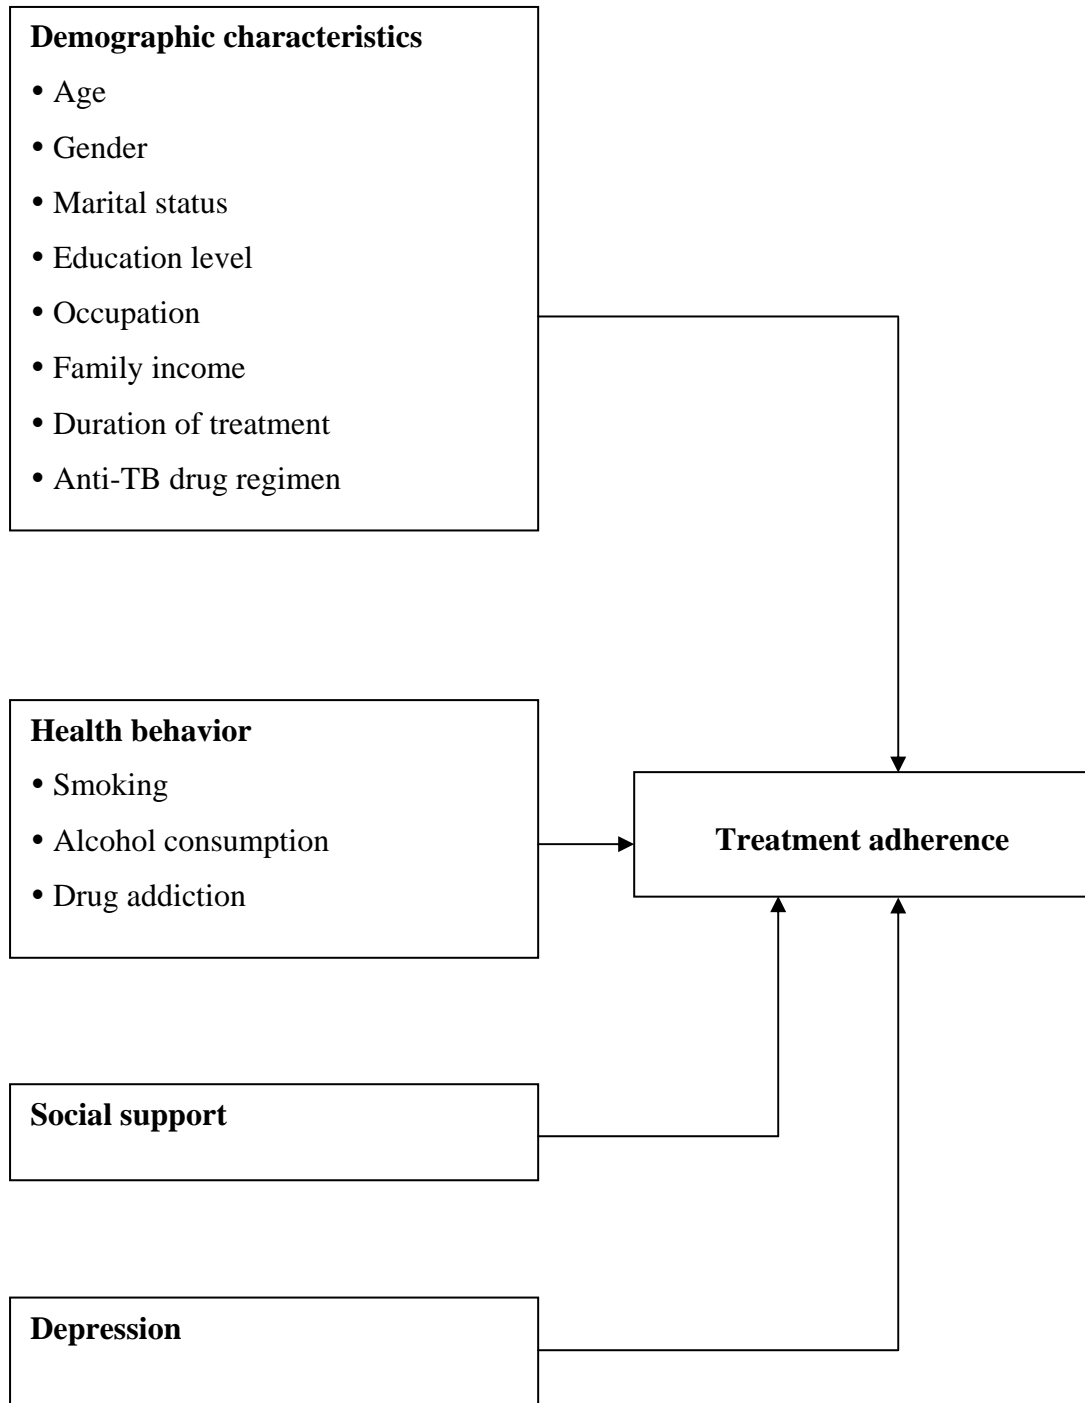 Demographic characteristics
• Age
• Gender
• Marital status
• Education level
• Occupation
• Family income
• Duration of treatment
• Anti-TB drug regimen
Health behavior
• Smoking
• Alcohol consumption
• Drug addiction
Treatment adherence
Social support
Depression